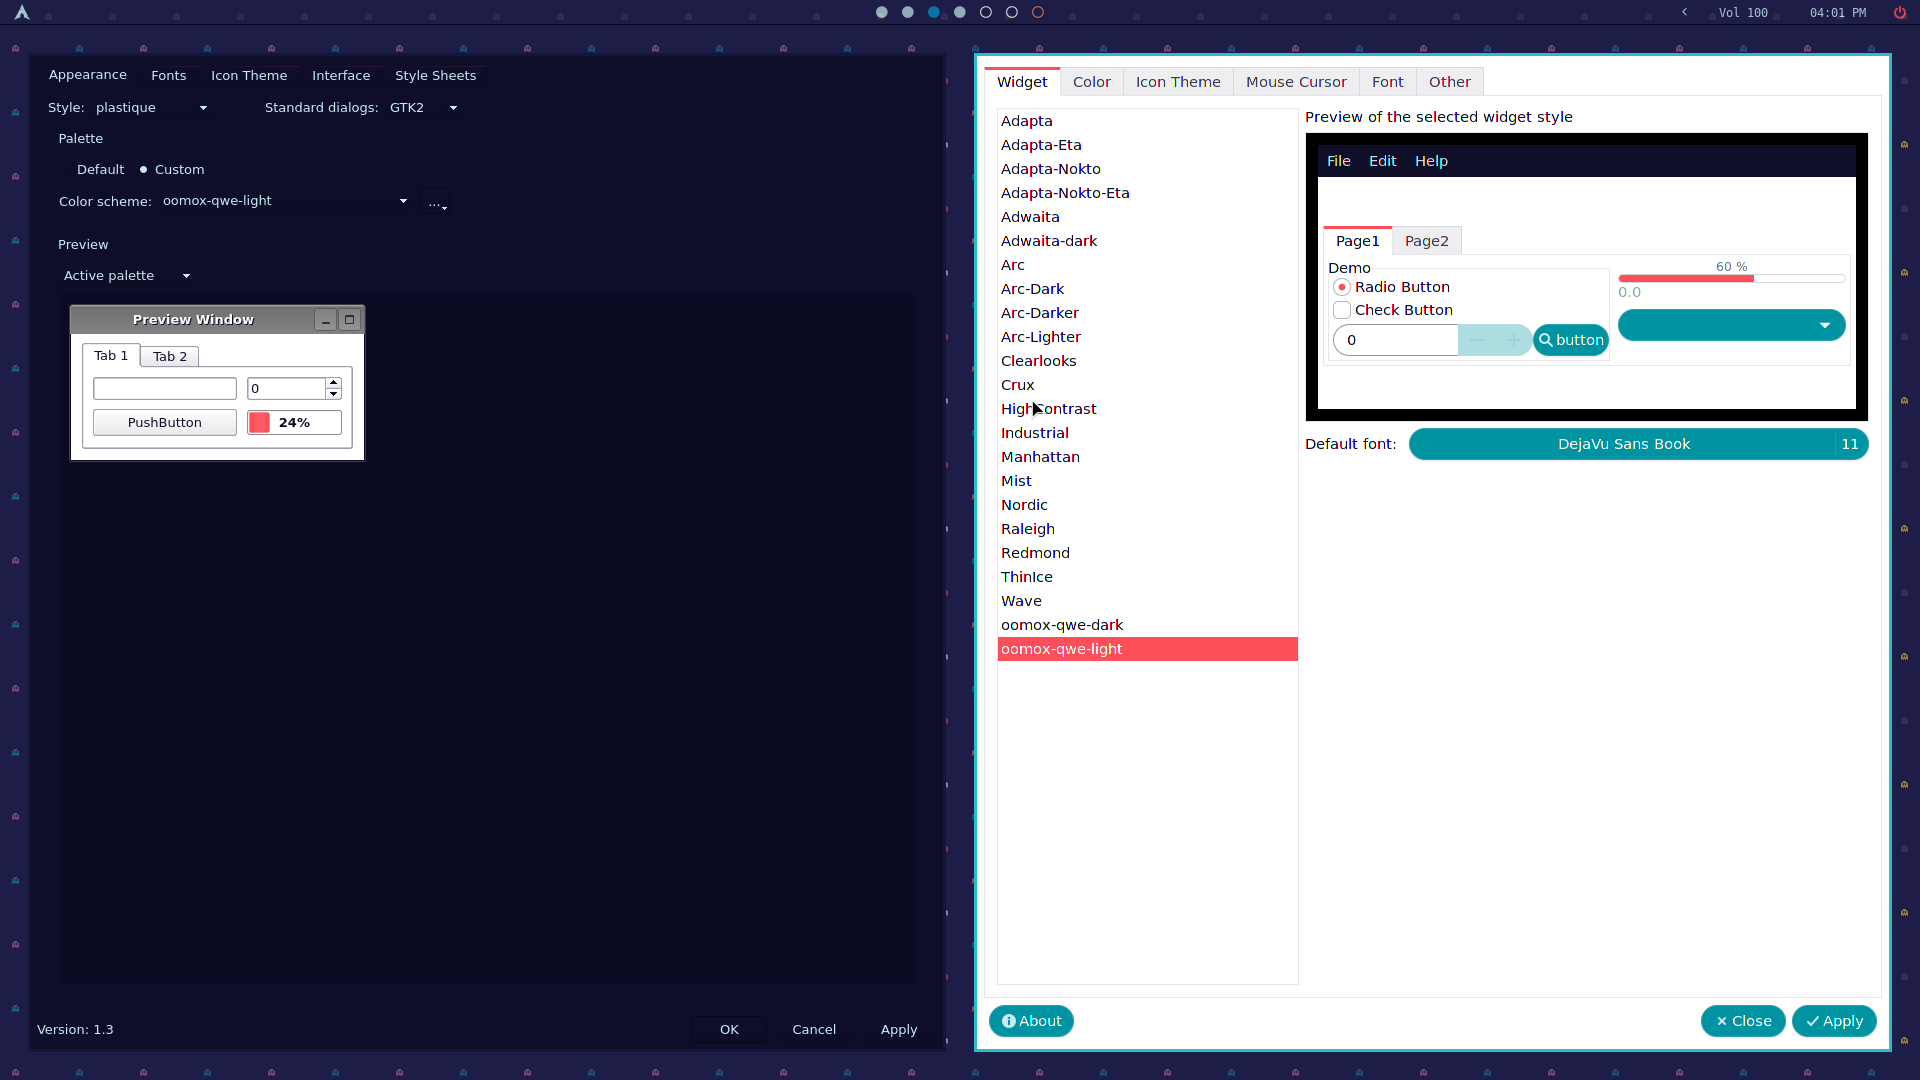 Vol 100 04:01 PM
Appearance Fonts Icon Theme Interface Style Sheets
Style: plastique Standard dialogs: GTK2
Palette
Default Custom
Color scheme: oomox-qwe-light ...
Preview
Active palette
Preview Window
Tab 1 Tab 2
0
PushButton 24%
Version: 1.3 OK Cancel Apply
Widget Color Icon Theme Mouse Cursor Font Other
Adapta
Adapta-Eta
Adapta-Nokto
Adapta-Nokto-Eta
Adwaita
Adwaita-dark
Arc
Arc-Dark
Arc-Darker
Arc-Lighter
Clearlooks
Crux
HighContrast
Industrial
Manhattan
Mist
Nordic
Raleigh
Redmond
ThinIce
Wave
oomox-qwe-dark
oomox-qwe-light
Preview of the selected widget style
File Edit Help
Page1 Page2
Demo
Radio Button
Check Button
0 button
60 %
0.0
Default font: DejaVu Sans Book 11
About Close Apply